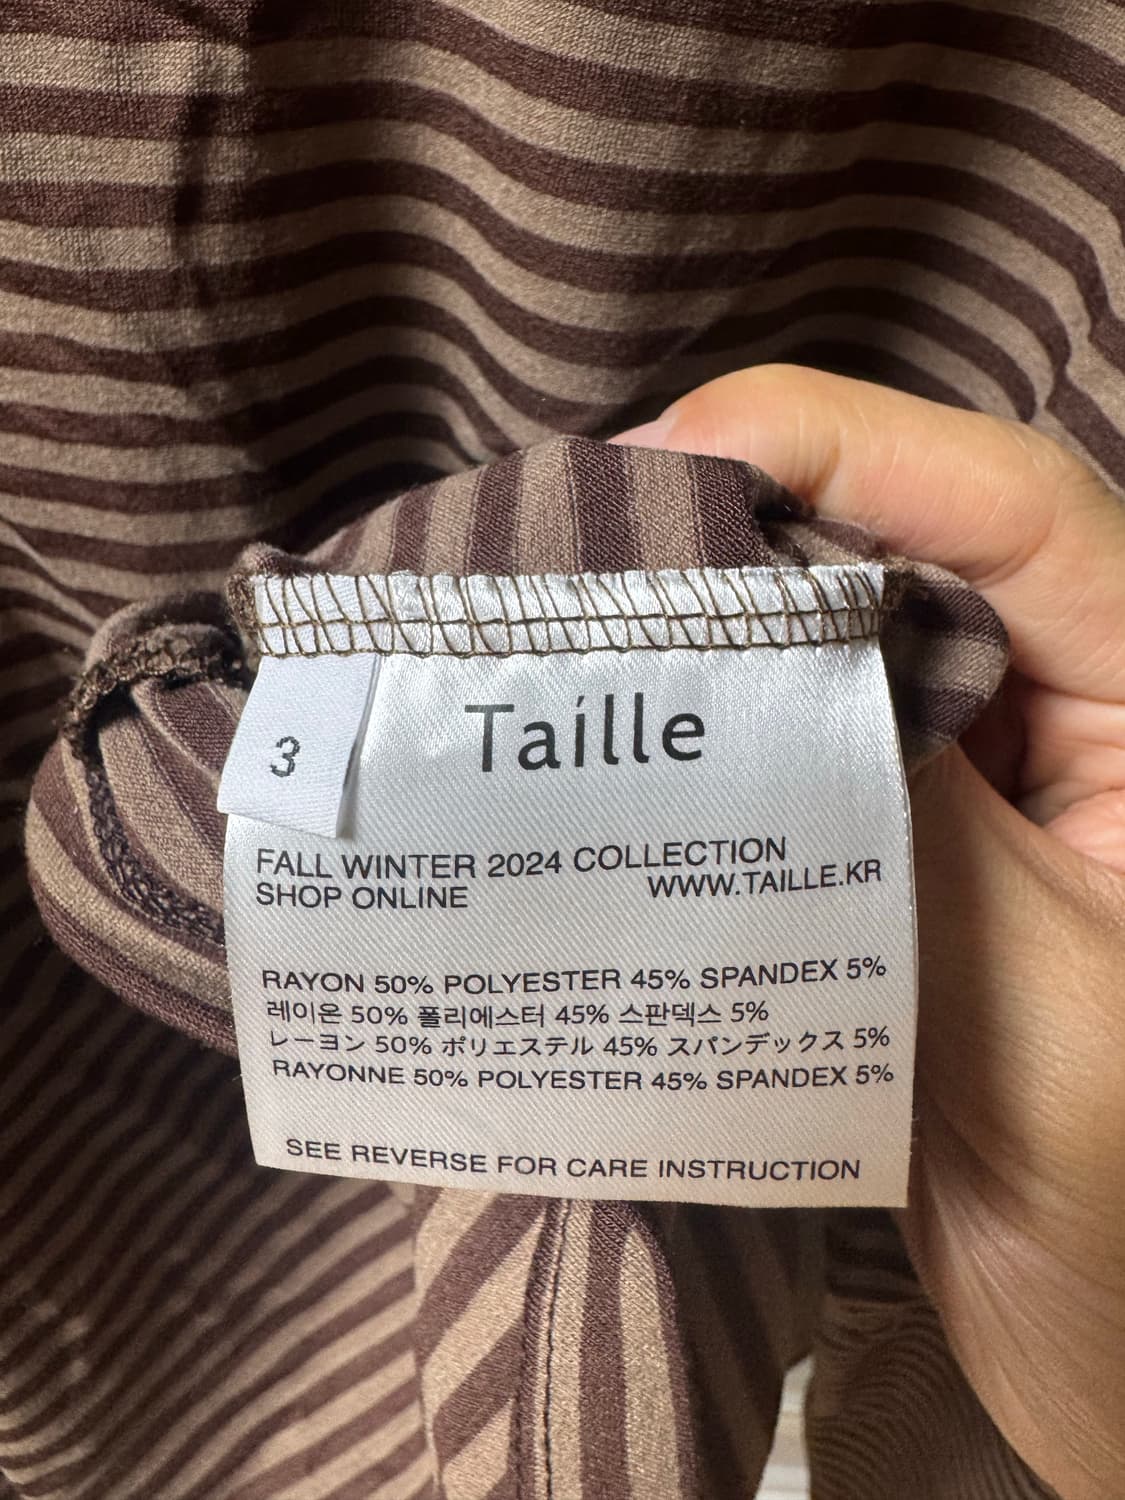 3
Taílle
FALL WINTER 2024 COLLECTION
SHOP ONLINE WWW.TAILLE.KR
RAYON 50% POLYESTER 45% SPANDEX 5%
레이온 50% 폴리에스터 45% 스판덱스 5%
レーヨン 50% ポリエステル 45% スパンデックス 5%
RAYONNE 50% POLYESTER 45% SPANDEX 5%
SEE REVERSE FOR CARE INSTRUCTION